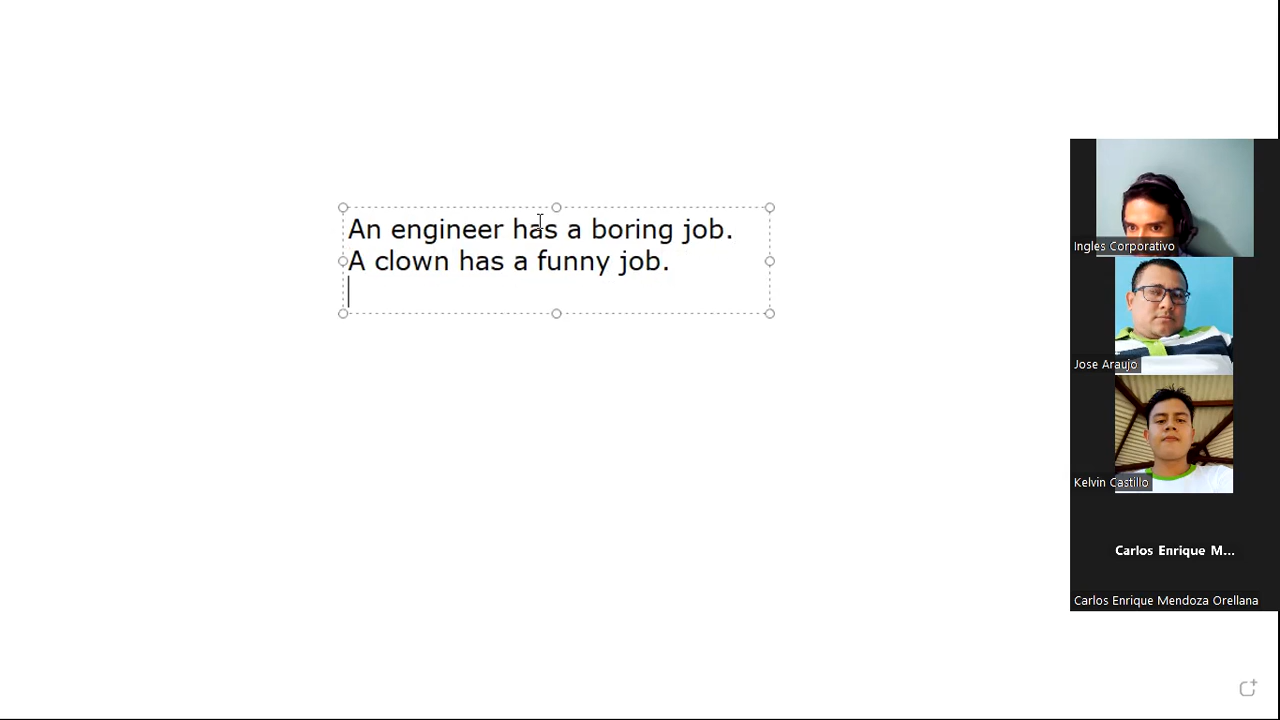 An engineer has a boring job.
A clown has a funny job.
Ingles Corporativo
Jose Araujo
Kelvin Castillo
Carlos Enrique M...
Carlos Enrique Mendoza Orellana